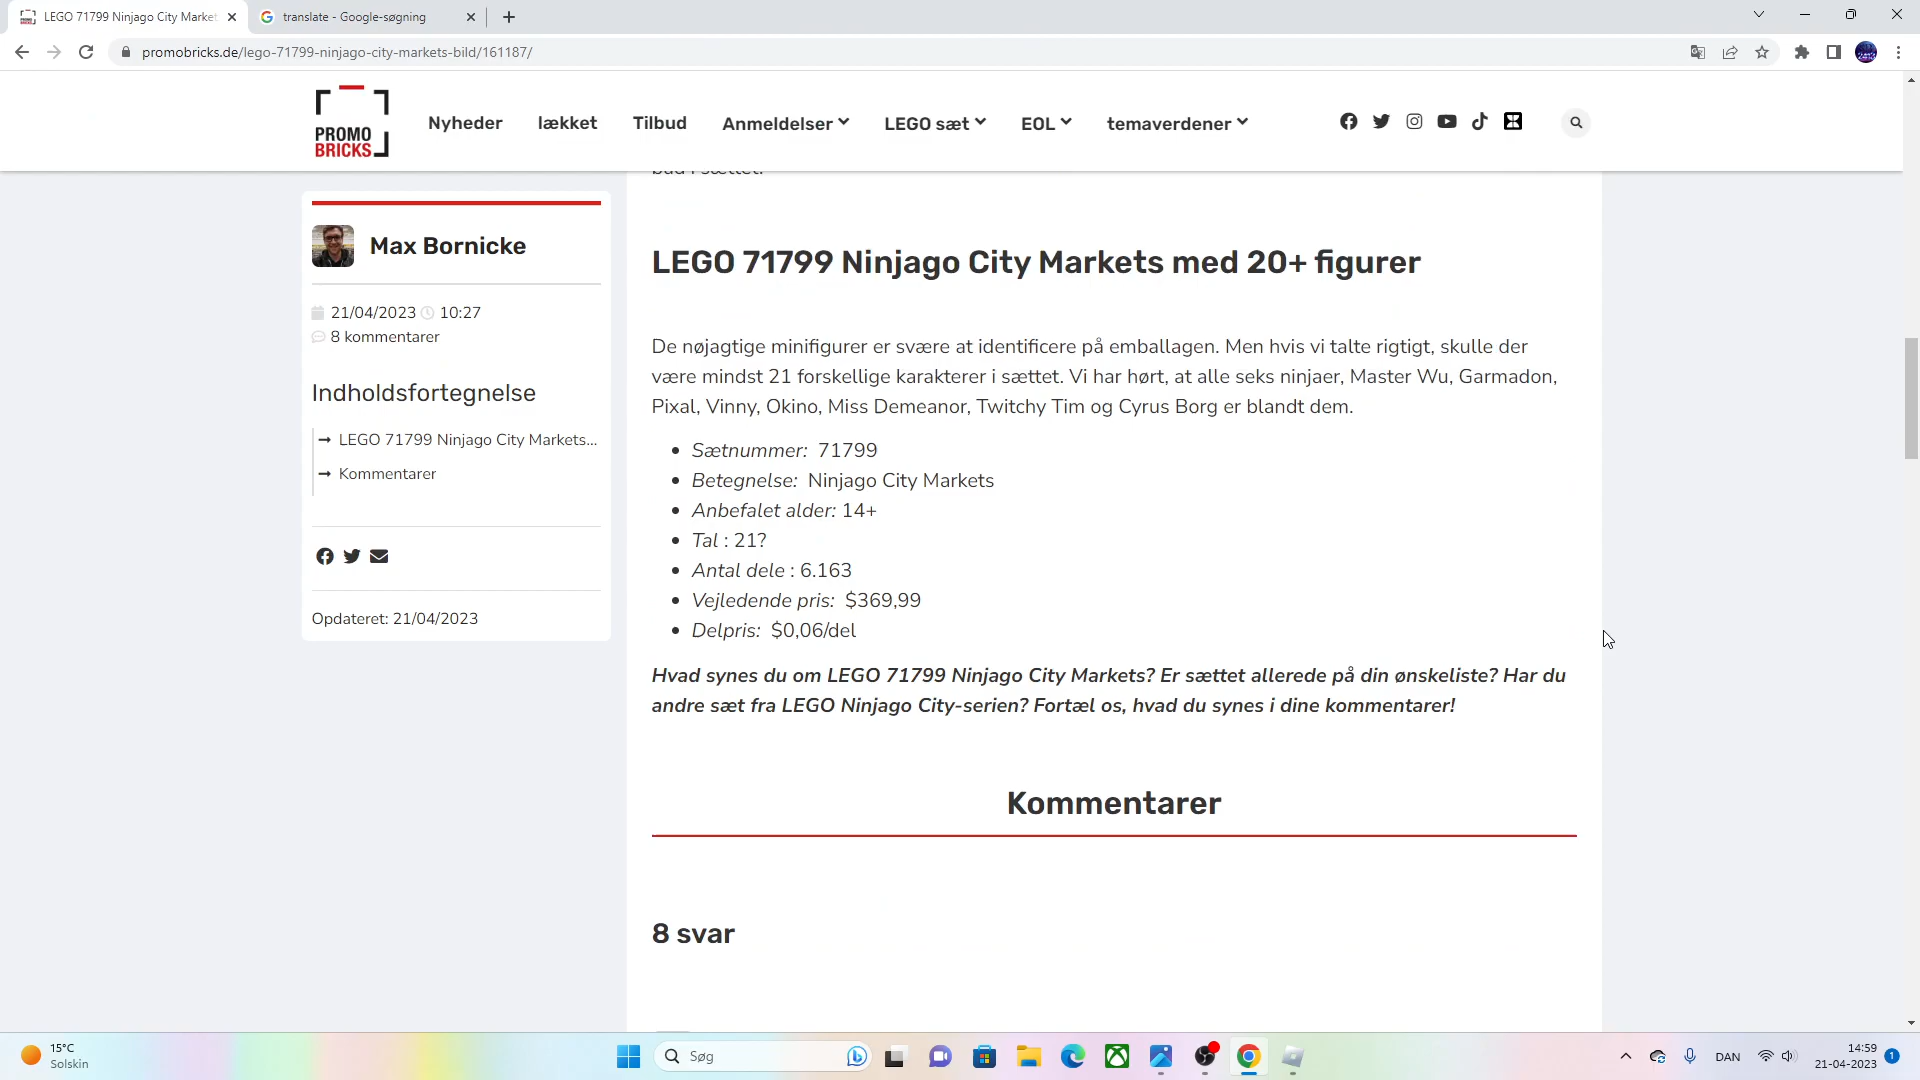 LEGO 71799 Ninjago City Market
translate - Google-søgning
promobricks.de/lego-71799-ninjago-city-markets-bild/161187/
PROMO
BRICKS
Nyheder
lækket
Tilbud
Anmeldelser
LEGO sæt
EOL
temaverdener
Max Bornicke
21/04/2023 10:27
8 kommentarer
Indholdsfortegnelse
LEGO 71799 Ninjago City Markets...
Kommentarer
Opdateret: 21/04/2023
LEGO 71799 Ninjago City Markets med 20+ figurer
De nøjagtige minifigurer er svære at identificere på emballagen. Men hvis vi talte rigtigt, skulle der
være mindst 21 forskellige karakterer i sættet. Vi har hørt, at alle seks ninjaer, Master Wu, Garmadon,
Pixal, Vinny, Okino, Miss Demeanor, Twitchy Tim og Cyrus Borg er blandt dem.
Sætnummer: 71799
Betegnelse: Ninjago City Markets
Anbefalet alder: 14+
Tal : 21?
Antal dele : 6.163
Vejledende pris: $369,99
Delpris: $0,06/del
Hvad synes du om LEGO 71799 Ninjago City Markets? Er sættet allerede på din ønskeliste? Har du
andre sæt fra LEGO Ninjago City-serien? Fortæl os, hvad du synes i dine kommentarer!
Kommentarer
8 svar
15°C
Solskin
Søg
DAN
14:59
21-04-2023
1